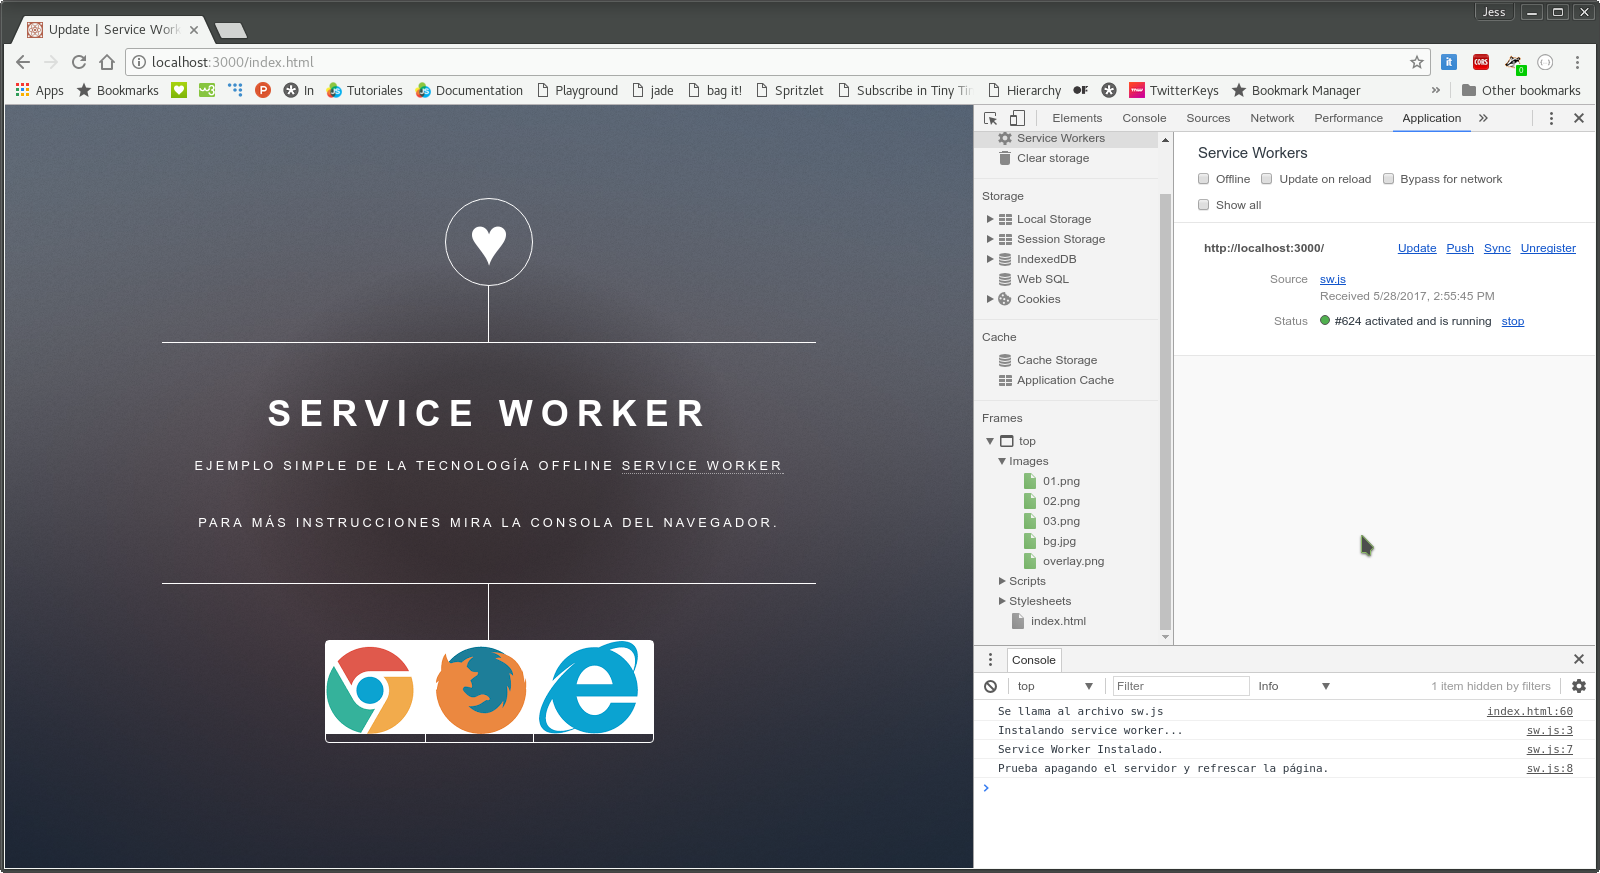 Jess
Update | Service Work
localhost:3000/index.html
it
CORS
0
Apps
Bookmarks
In
Tutoriales
Documentation
Playground
jade
bag it!
Spritzlet
Subscribe in Tiny Tin
Hierarchy
TwitterKeys
Bookmark Manager
»
Other bookmarks
SERVICE WORKER
EJEMPLO SIMPLE DE LA TECNOLOGÍA OFFLINE SERVICE WORKER
PARA MÁS INSTRUCCIONES MIRA LA CONSOLA DEL NAVEGADOR.
Elements Console Sources Network Performance Application »
Service Workers
Clear storage
Storage
Local Storage
Session Storage
IndexedDB
Web SQL
Cookies
Cache
Cache Storage
Application Cache
Frames
top
Images
01.png
02.png
03.png
bg.jpg
overlay.png
Scripts
Stylesheets
index.html
Service Workers
Offline Update on reload Bypass for network
Show all
http://localhost:3000/ Update Push Sync Unregister
Source sw.js
Received 5/28/2017, 2:55:45 PM
Status #624 activated and is running stop
Console
top Filter Info 1 item hidden by filters
Se llama al archivo sw.js index.html:60
Instalando service worker... sw.js:3
Service Worker Instalado. sw.js:7
Prueba apagando el servidor y refrescar la página. sw.js:8